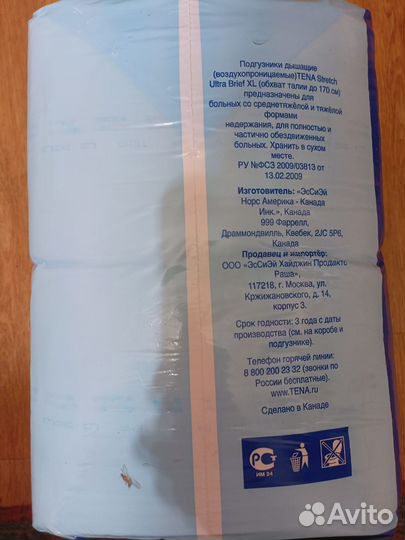 Подгузники дышащие
(воздухопроницаемые)TENA Stretch
Ultra Brief XL (обхват талии до 170 см)
предназначены для
больных со среднетяжёлой и тяжёлой
формами
недержания, для полностью и
частично обездвиженных
больных. Хранить в сухом
месте.
РУ №ФСЗ 2009/03813 от
13.02.2009
Изготовитель: «ЭсСиЭй
Норс Америка - Канада
Инк.», Канада
999 Фаррелл,
Драммондвилль, Квебек, 2JC 5P6,
Канада
Продавец и импортёр:
ООО «ЭсСиЭй Хайджин Продактс
Раша»,
117218, г. Москва, ул.
Кржижановского, д. 14,
корпус 3.
Срок годности: 3 года с даты
производства (см. на коробе и
подгузнике).
Телефон горячей линии:
8 800 200 23 32 (звонки по
России бесплатные).
www.TENA.ru
Сделано в Канаде
ИМ 24
Avito